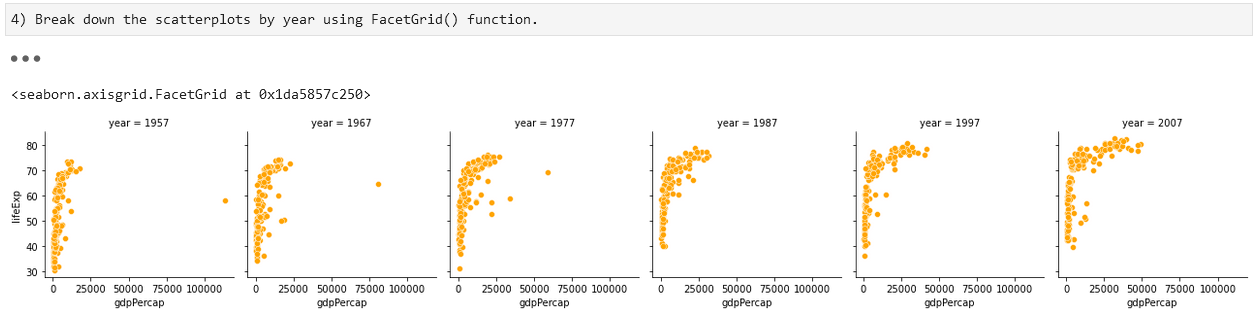 4) Break down the scatterplots by year using FacetGrid() function.
<seaborn.axisgrid.FacetGrid at 0x1da5857c250>
year = 1957 year = 1967 year = 1977 year = 1987 year = 1997 year = 2007
80
70
60
50
40
30
lifeExp
0 25000 50000 75000 100000 0 25000 50000 75000 100000 0 25000 50000 75000 100000 0 25000 50000 75000 100000 0 25000 50000 75000 100000 0 25000 50000 75000 100000
gdpPercap gdpPercap gdpPercap gdpPercap gdpPercap gdpPercap